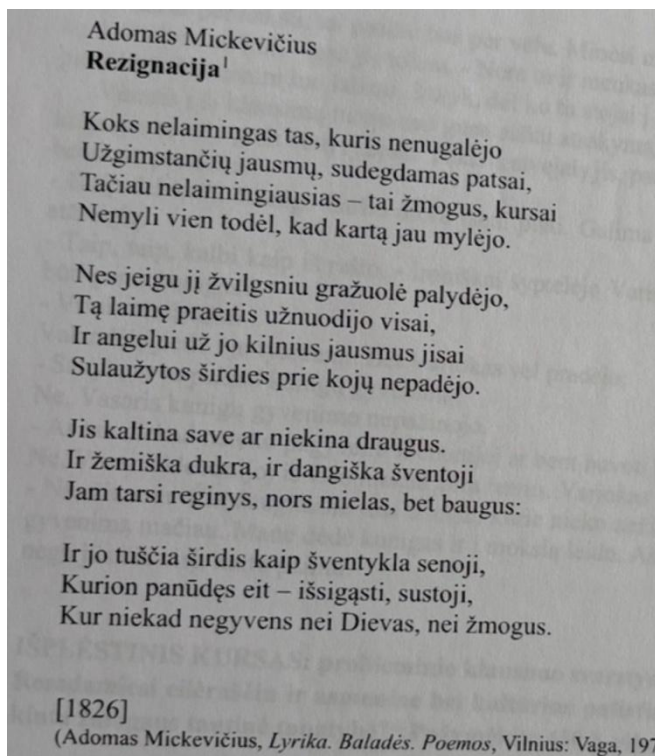 Adomas Mickevičius
Rezignacija¹
Koks nelaimingas tas, kuris nenugalėjo
Užgimstančių jausmų, sudegdamas patsai,
Tačiau nelaimingiausias – tai žmogus, kursai
Nemyli vien todėl, kad kartą jau mylėjo.
Nes jeigu jį žvilgsniu gražuolė palydėjo,
Tą laimę praeitis užnuodijo visai,
Ir angelui už jo kilnius jausmus jisai
Sulaužytos širdies prie kojų nepadėjo.
Jis kaltina save ar niekina draugus.
Ir žemiška dukra, ir dangiška šventoji
Jam tarsi reginys, nors mielas, bet baugus:
Ir jo tuščia širdis kaip šventykla senoji,
Kurion panūdęs eit – išsigąsti, sustoji,
Kur niekad negyvens nei Dievas, nei žmogus.
[1826]
(Adomas Mickevičius, Lyrika. Baladės. Poemos, Vilnius: Vaga, 197